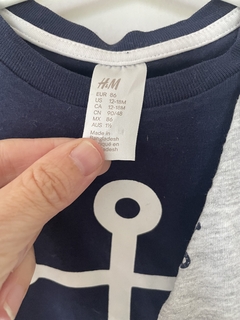 H&M
EUR 86
US 12-18M
CA 12-18M
CN 90/48
MX 86
AUS 1½
Made in
Bangladesh